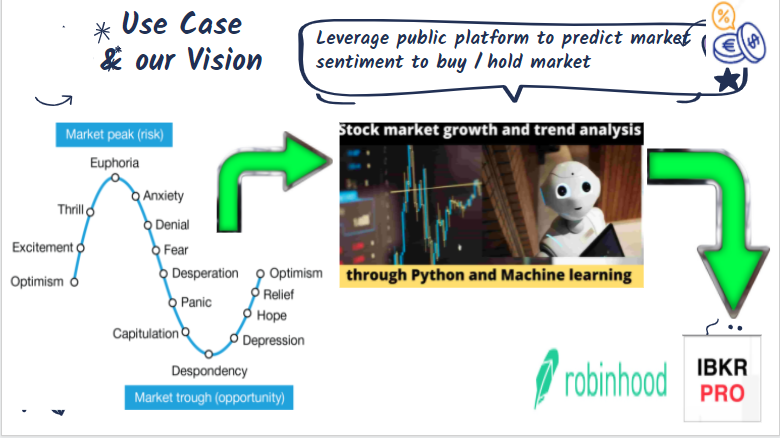 Use Case
& our Vision
Leverage public platform to predict market
sentiment to buy / hold market
%
€
$
Market peak (risk)
Euphoria
Anxiety
Thrill
Denial
Excitement
Fear
Desperation
Optimism
Optimism
Panic
Relief
Hope
Capitulation
Depression
Despondency
Market trough (opportunity)
Stock market growth and trend analysis
through Python and Machine learning
robinhood
IBKR
PRO